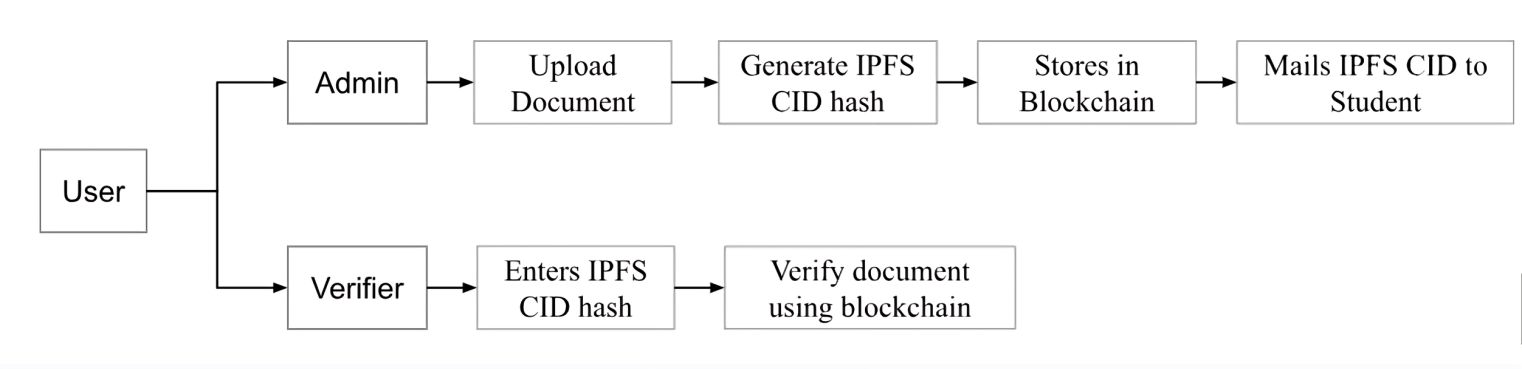 User
Admin
Upload
Document
Generate IPFS
CID hash
Stores in
Blockchain
Mails IPFS CID to
Student
Verifier
Enters IPFS
CID hash
Verify document
using blockchain